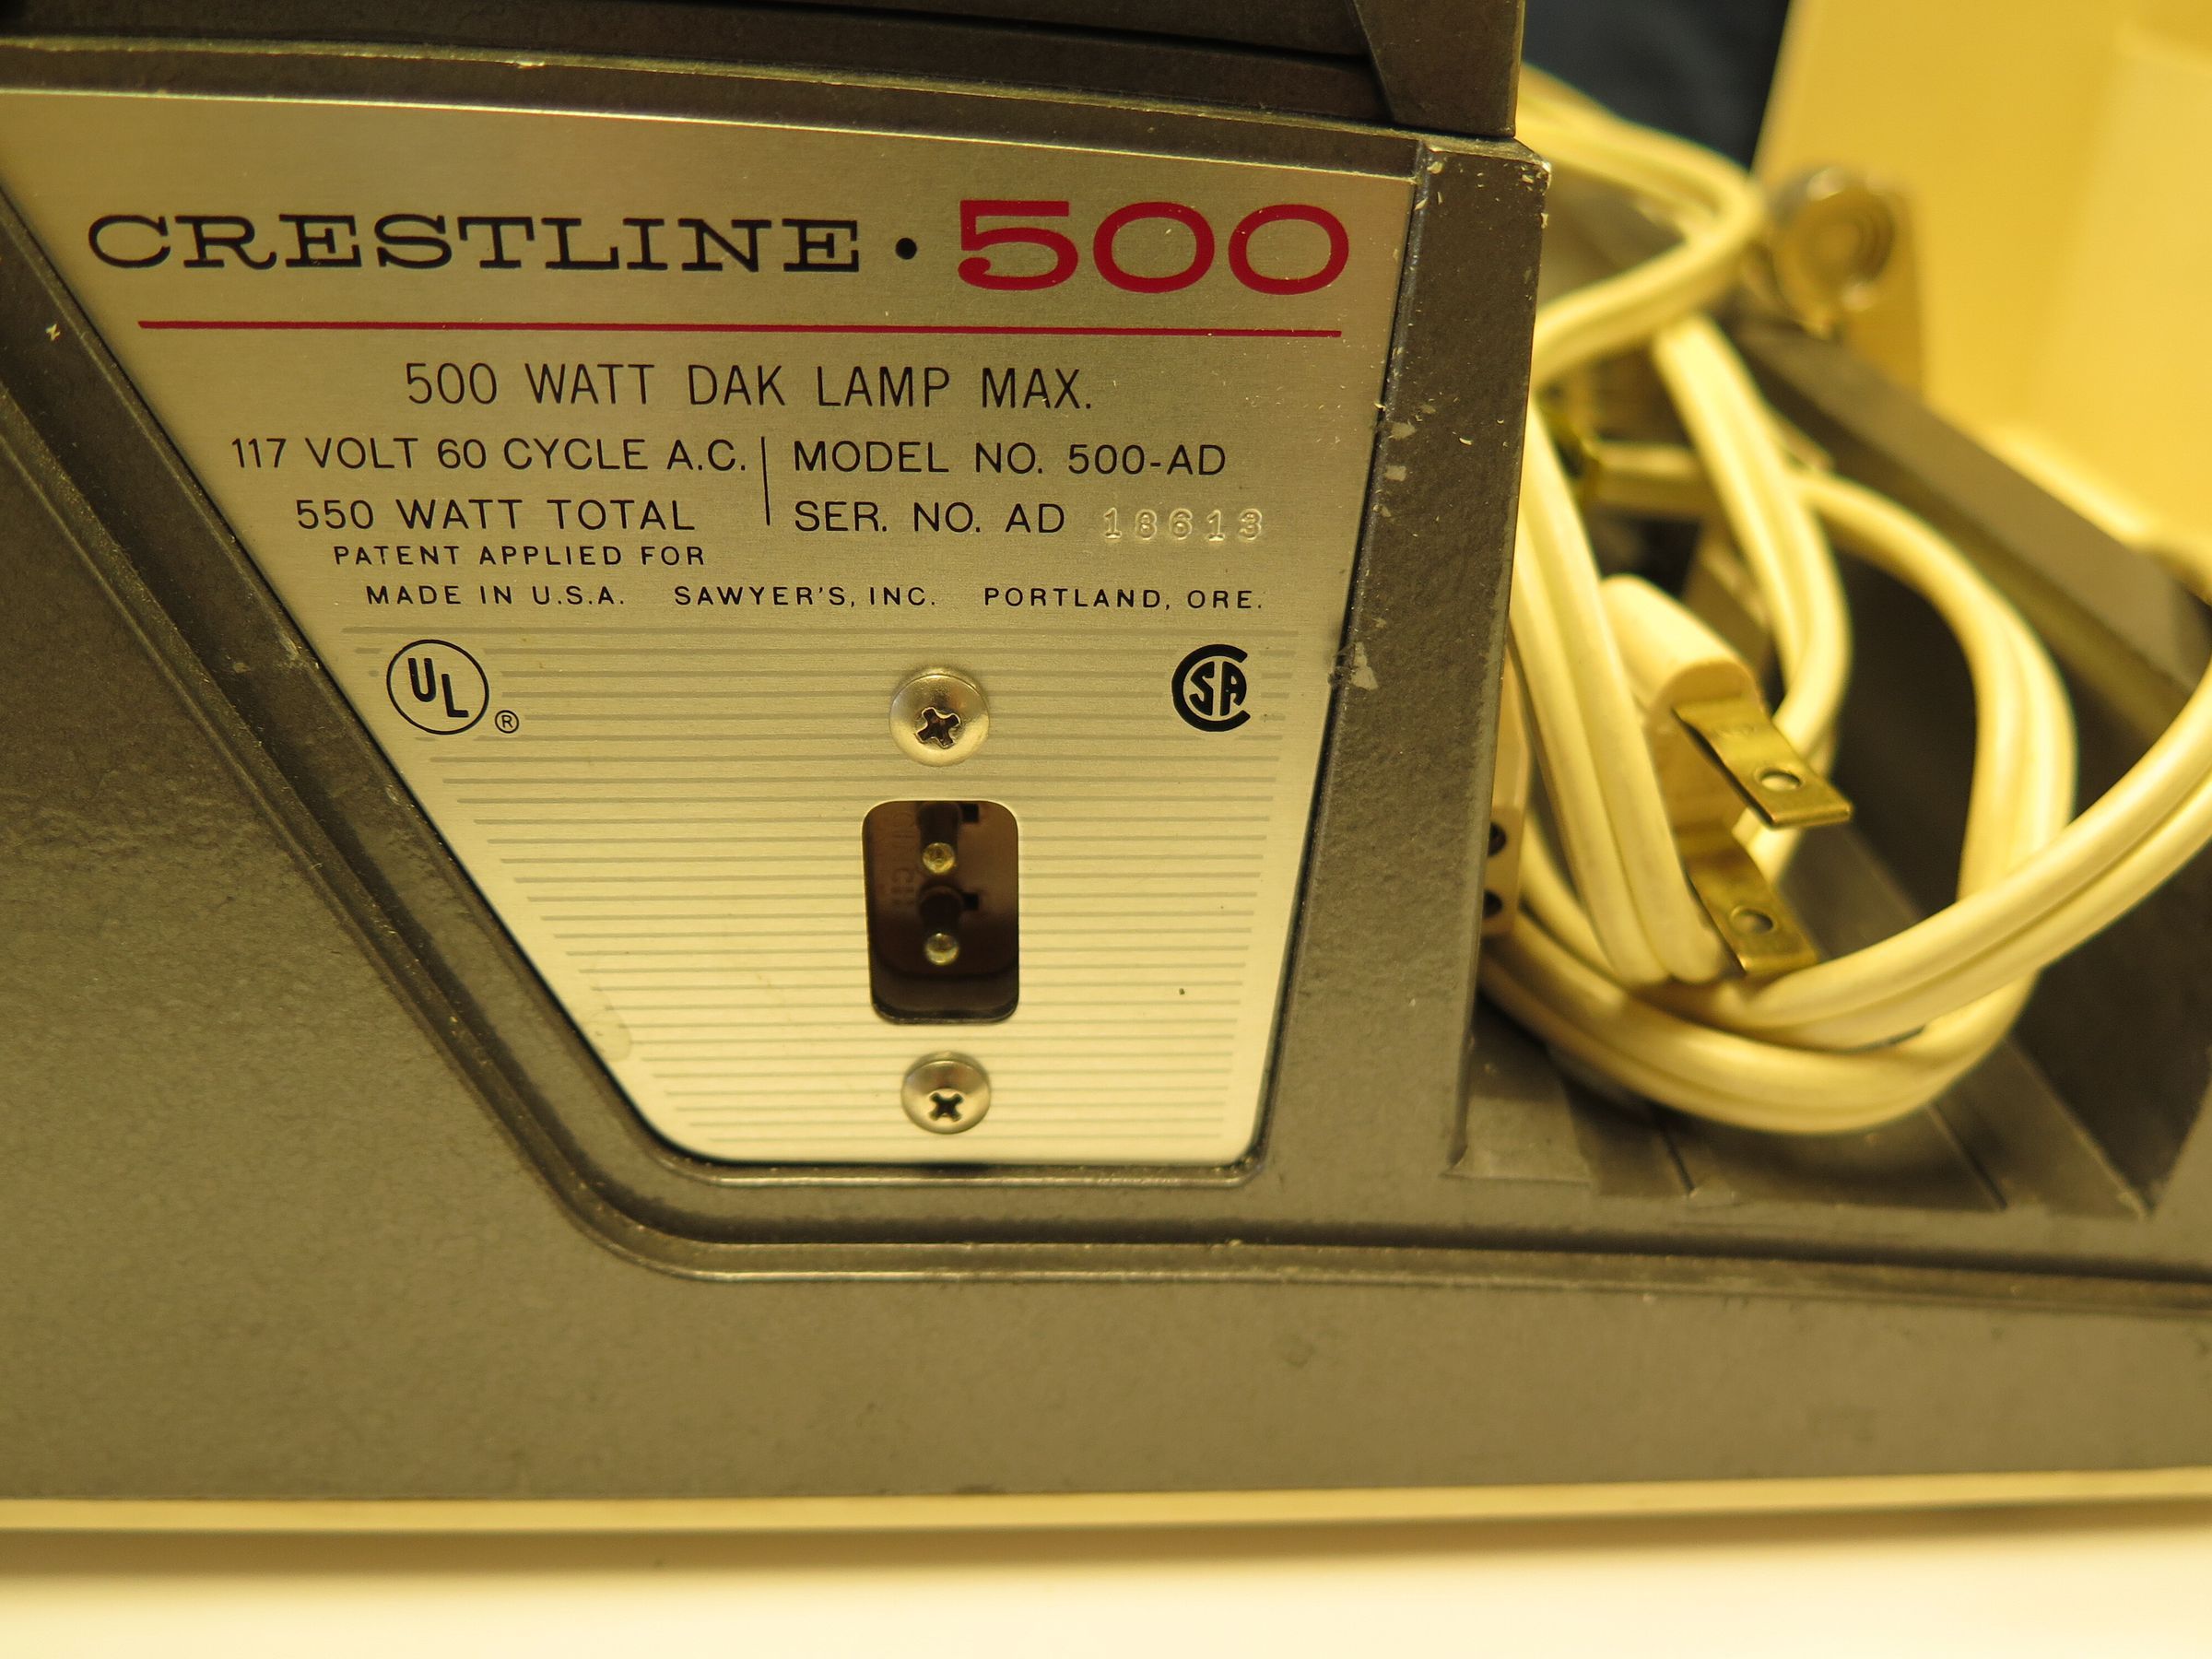 CRESTLINE • 500
500 WATT DAK LAMP MAX.
117 VOLT 60 CYCLE A.C. MODEL NO. 500-AD
550 WATT TOTAL SER. NO. AD 18613
PATENT APPLIED FOR
MADE IN U.S.A. SAWYER'S, INC. PORTLAND, ORE.
UL ® CSA